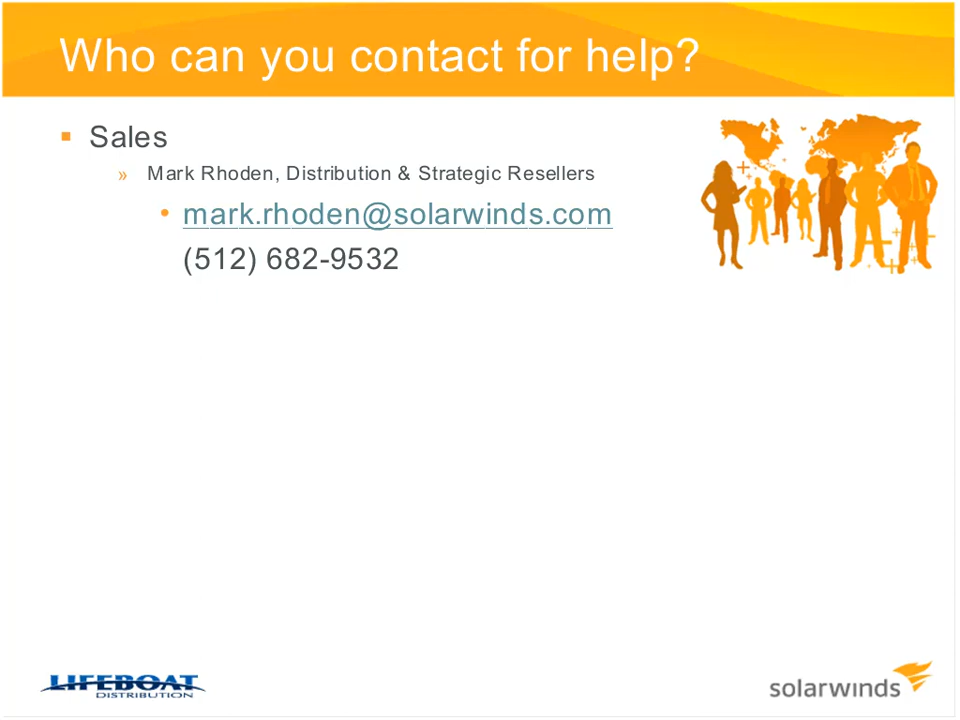 Who can you contact for help?
▪ Sales
» Mark Rhoden, Distribution & Strategic Resellers
• mark.rhoden@solarwinds.com
(512) 682-9532
LIFEBOAT
DISTRIBUTION
solarwinds